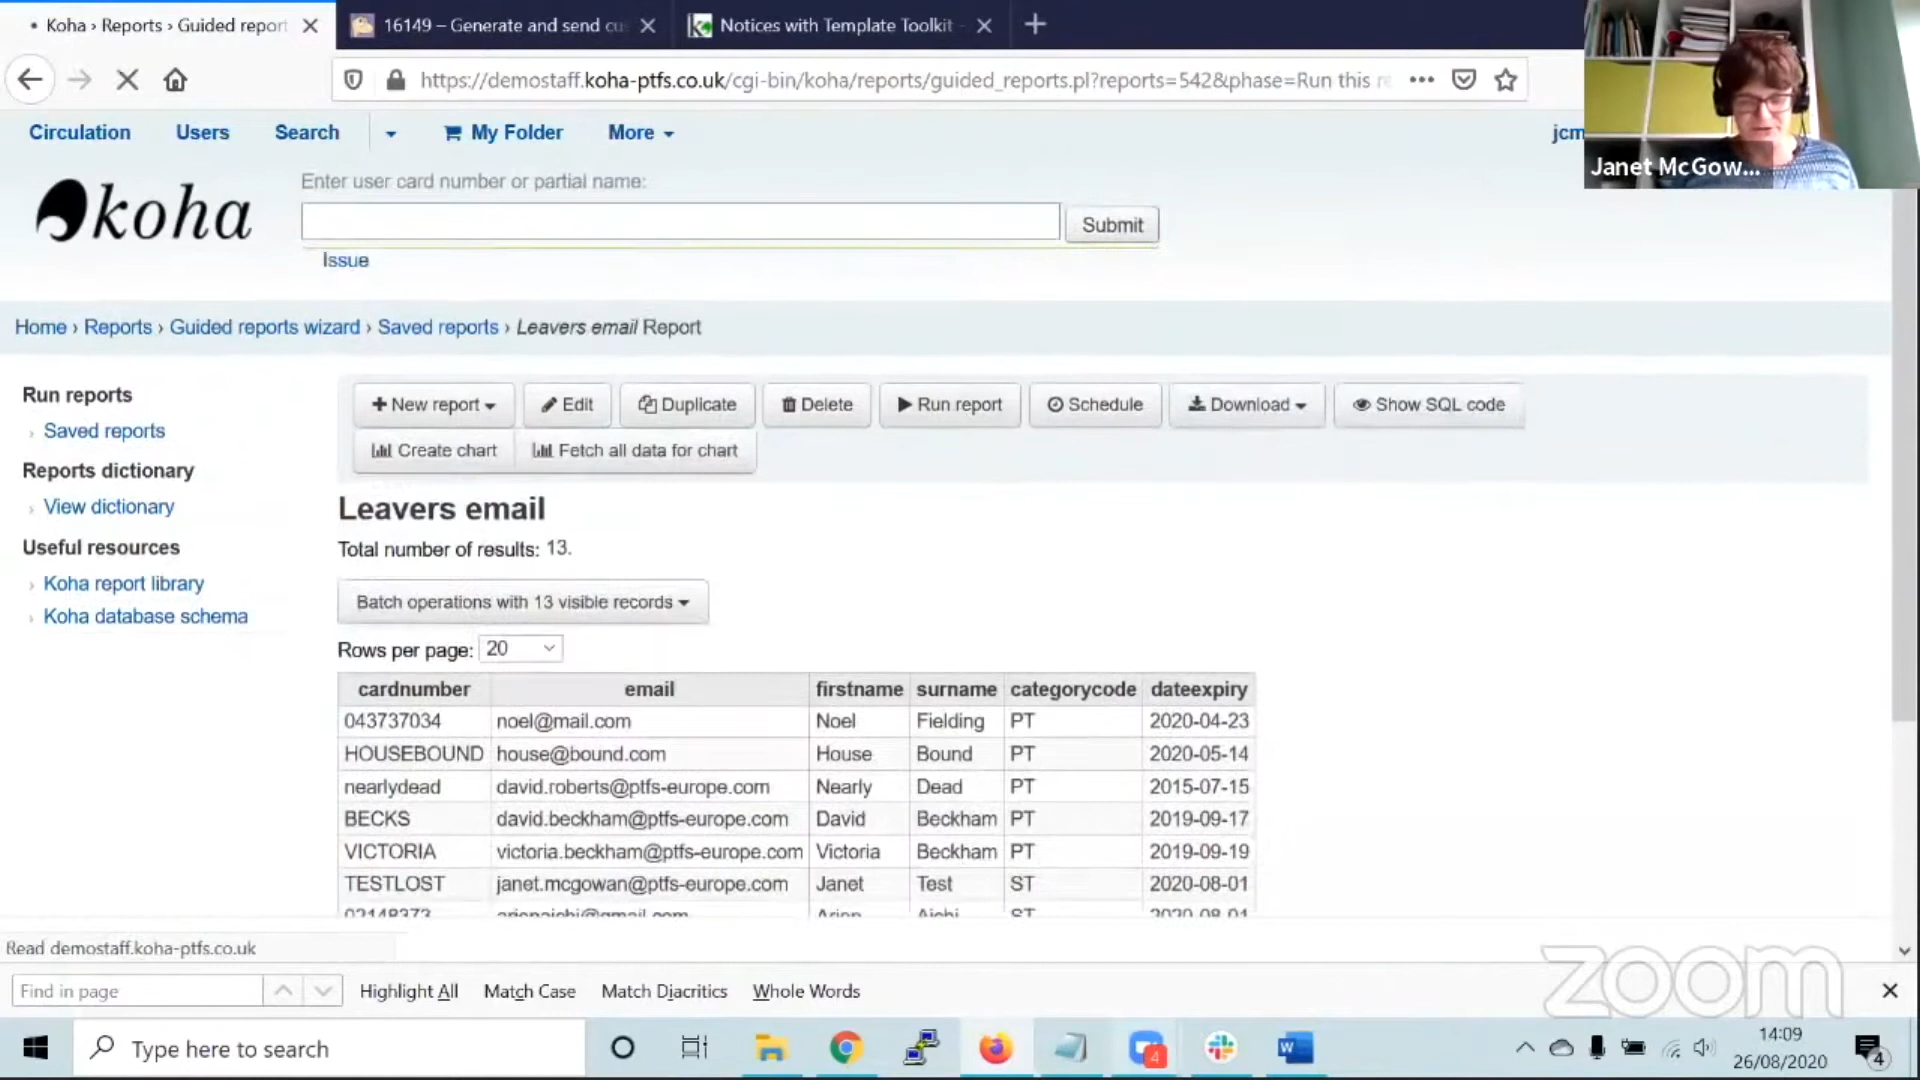 Koha › Reports › Guided report
16149 – Generate and send cu
Notices with Template Toolkit -
https://demostaff.koha-ptfs.co.uk/cgi-bin/koha/reports/guided_reports.pl?reports=542&phase=Run this re
Circulation Users Search My Folder More jcm
Janet McGow...
koha
Enter user card number or partial name:
Submit
Issue
Home › Reports › Guided reports wizard › Saved reports › Leavers email Report
Run reports
Saved reports
Reports dictionary
View dictionary
Useful resources
Koha report library
Koha database schema
New report Edit Duplicate Delete Run report Schedule Download Show SQL code
Create chart Fetch all data for chart
Leavers email
Total number of results: 13.
Batch operations with 13 visible records
Rows per page: 20
cardnumber email firstname surname categorycode dateexpiry
043737034 noel@mail.com Noel Fielding PT 2020-04-23
HOUSEBOUND house@bound.com House Bound PT 2020-05-14
nearlydead david.roberts@ptfs-europe.com Nearly Dead PT 2015-07-15
BECKS david.beckham@ptfs-europe.com David Beckham PT 2019-09-17
VICTORIA victoria.beckham@ptfs-europe.com Victoria Beckham PT 2019-09-19
TESTLOST janet.mcgowan@ptfs-europe.com Janet Test ST 2020-08-01
ST 2020-08-01
Read demostaff.koha-ptfs.co.uk
zoom
Find in page Highlight All Match Case Match Diacritics Whole Words
Type here to search
4
14:09
26/08/2020
4